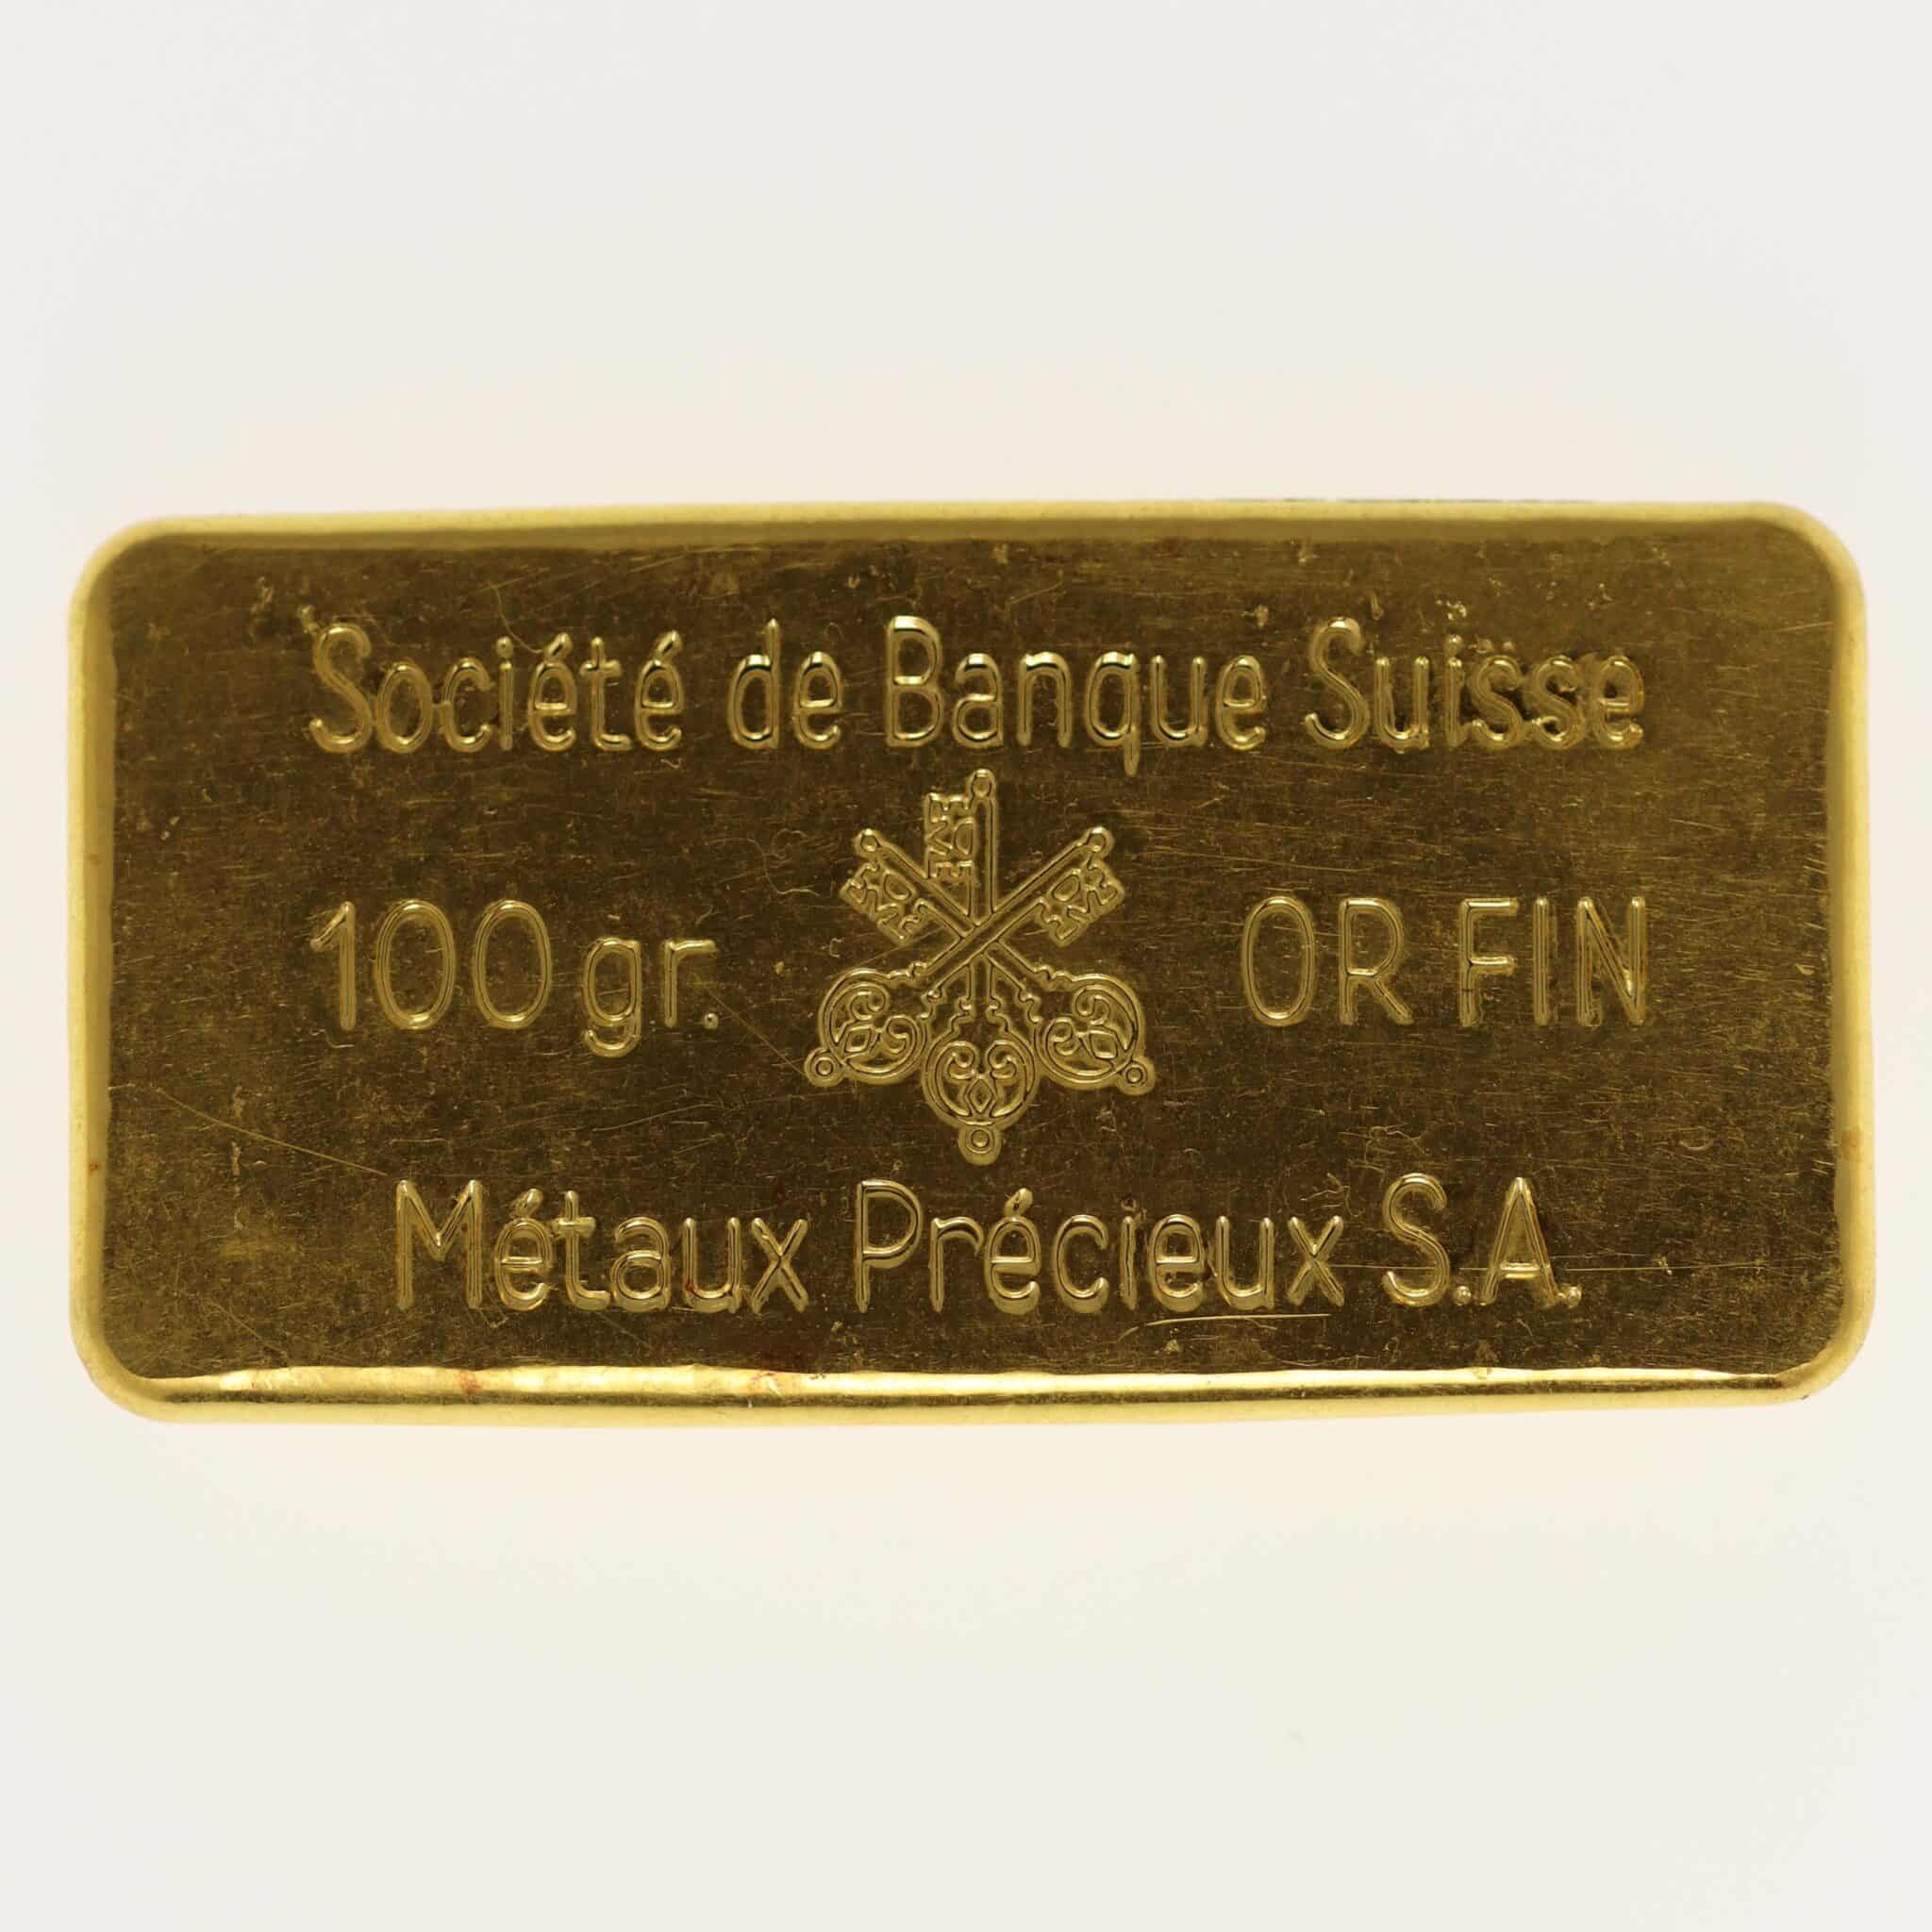 Société de Banque Suisse
100 gr. OR FIN
Métaux Précieux S.A.